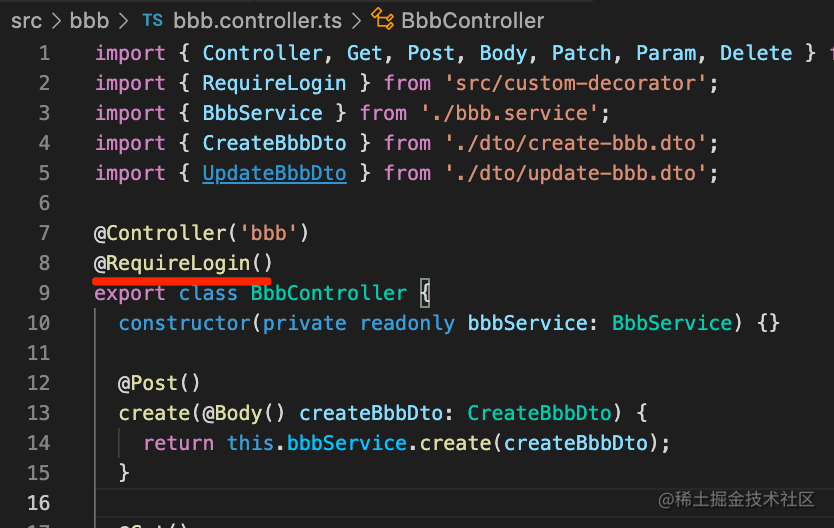 src > bbb > TS bbb.controller.ts > BbbController
1 import { Controller, Get, Post, Body, Patch, Param, Delete }
2 import { RequireLogin } from 'src/custom-decorator';
3 import { BbbService } from './bbb.service';
4 import { CreateBbbDto } from './dto/create-bbb.dto';
5 import { UpdateBbbDto } from './dto/update-bbb.dto';
6
7 @Controller('bbb')
8 @RequireLogin()
9 export class BbbController {
10 constructor(private readonly bbbService: BbbService) {}
11
12 @Post()
13 create(@Body() createBbbDto: CreateBbbDto) {
14 return this.bbbService.create(createBbbDto);
15 }
16
@稀土掘金技术社区